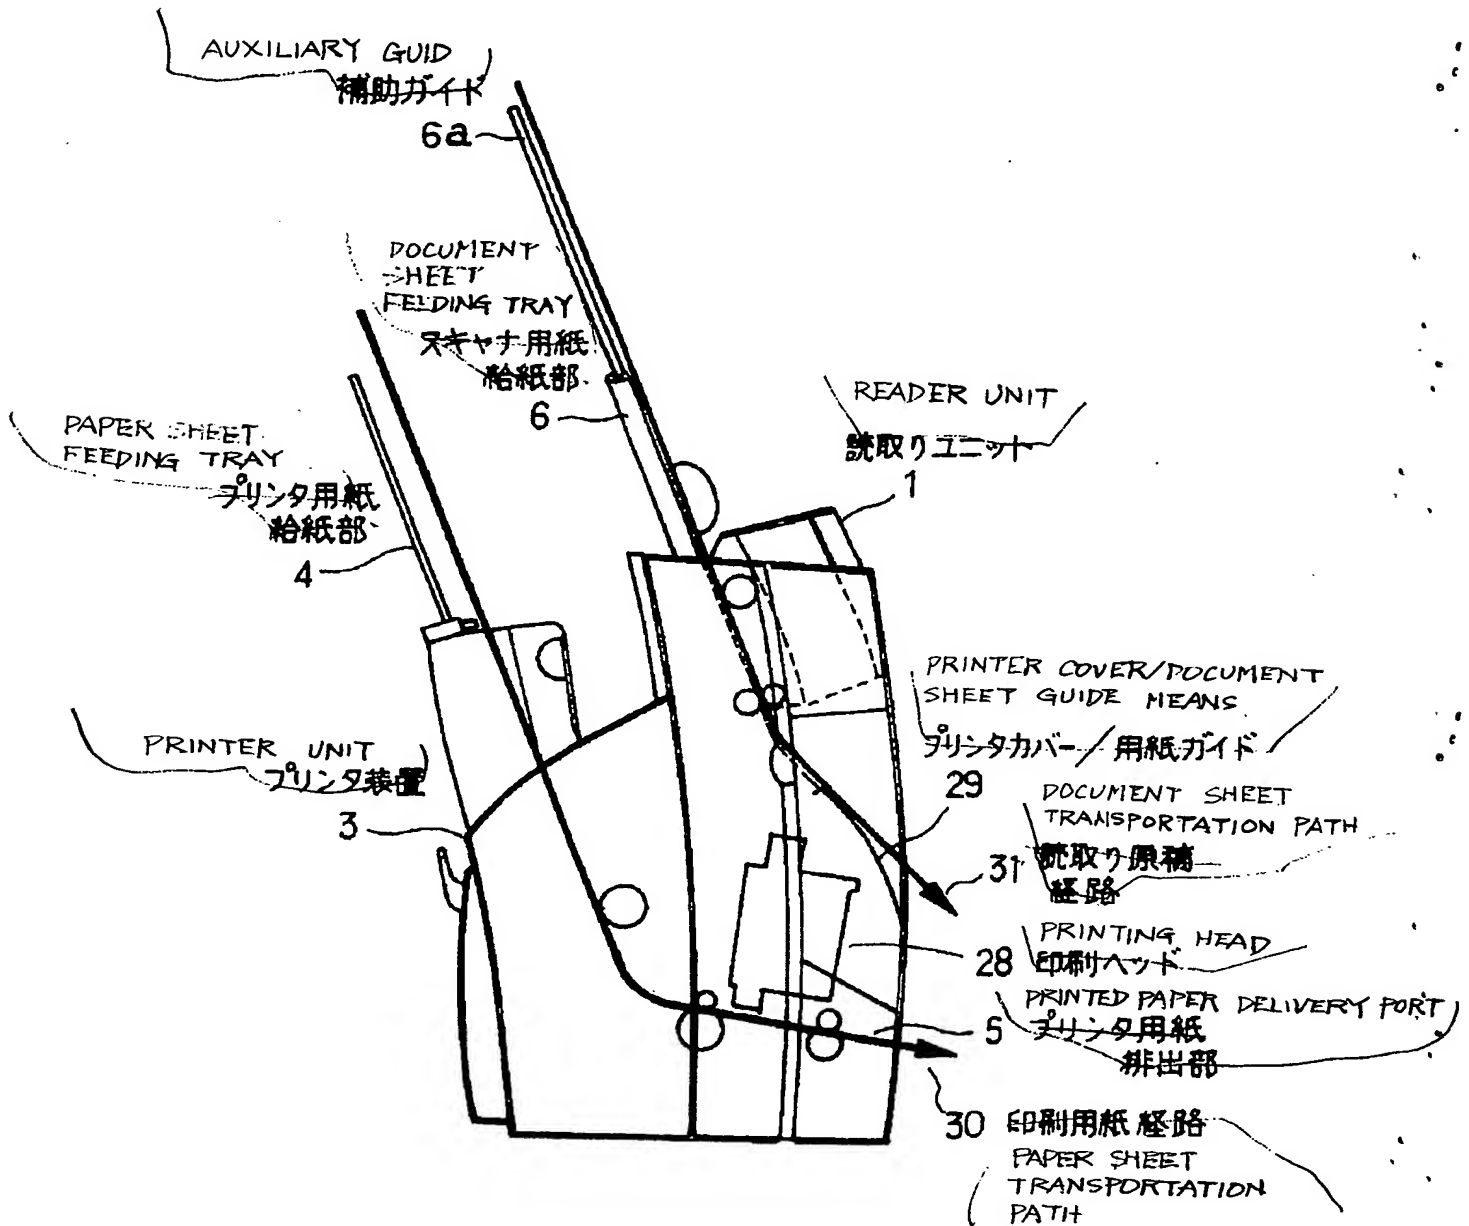 AUXILIARY GUID
補助ガイド
6a
DOCUMENT
SHEET
FEEDING TRAY
スキャナ用紙
給紙部
6
READER UNIT
読取りユニット
1
PAPER SHEET
FEEDING TRAY
プリンタ用紙
給紙部
4
PRINTER COVER/DOCUMENT
SHEET GUIDE MEANS
プリンタカバー/用紙ガイド
29
PRINTER UNIT
プリンタ装置
3
DOCUMENT SHEET
TRANSPORTATION PATH
31 読取り原稿
経路
PRINTING HEAD
28 印刷ヘッド
PRINTED PAPER DELIVERY PORT
5 プリンタ用紙
排出部
30 印刷用紙経路
PAPER SHEET
TRANSPORTATION
PATH